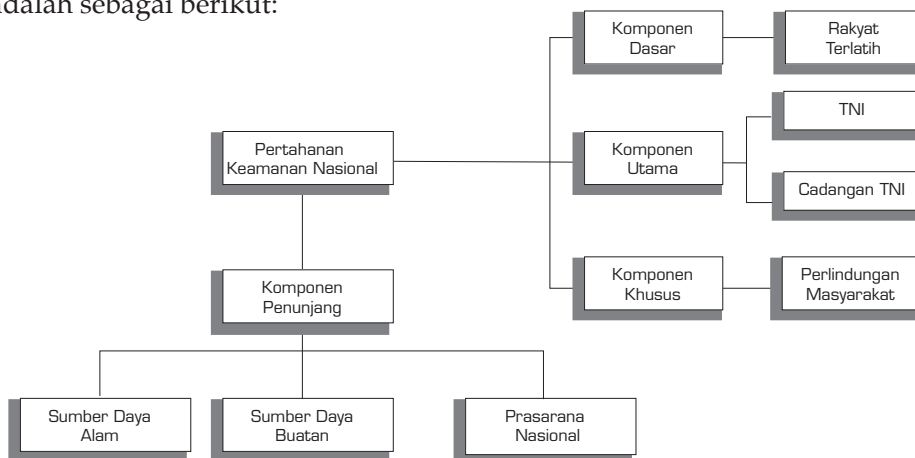 adalah sebagai berikut:
Komponen
Dasar
Rakyat
Terlatih
TNI
Pertahanan
Keamanan Nasional
Komponen
Utama
Cadangan TNI
Komponen
Penunjang
Komponen
Khusus
Perlindungan
Masyarakat
Sumber Daya
Alam
Sumber Daya
Buatan
Prasarana
Nasional